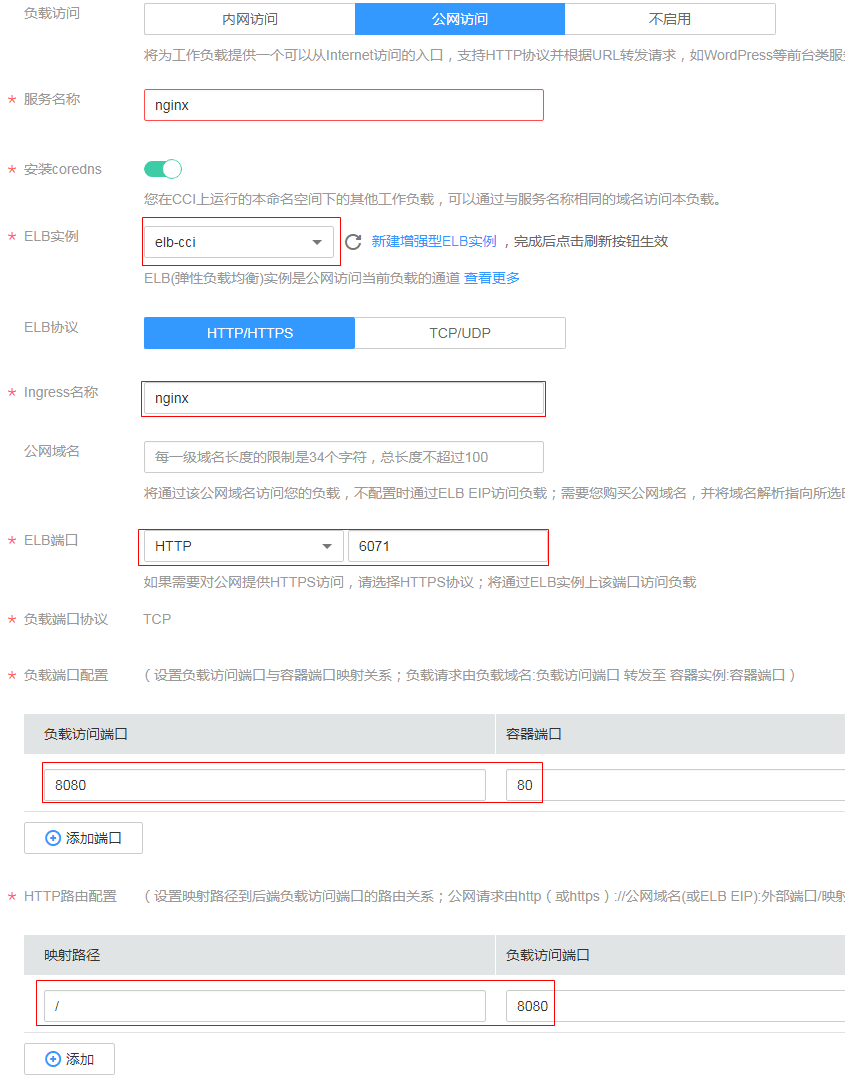 负载访问
内网访问 公网访问 不启用
将为工作负载提供一个可以从Internet访问的入口，支持HTTP协议并根据URL转发请求，如WordPress等前台类服
* 服务名称 nginx
* 安装coredns
您在CCI上运行的本命名空间下的其他工作负载，可以通过与服务名称相同的域名访问本负载。
* ELB实例 elb-cci 新建增强型ELB实例 ，完成后点击刷新按钮生效
ELB(弹性负载均衡)实例是公网访问当前负载的通道 查看更多
ELB协议 HTTP/HTTPS TCP/UDP
* Ingress名称 nginx
公网域名 每一级域名长度的限制是34个字符，总长度不超过100
将通过该公网域名访问您的负载，不配置时通过ELB EIP访问负载；需要您购买公网域名，并将域名解析指向所选
* ELB端口 HTTP 6071
如果需要对公网提供HTTPS访问，请选择HTTPS协议；将通过ELB实例上该端口访问负载
* 负载端口协议 TCP
* 负载端口配置 （设置负载访问端口与容器端口映射关系；负载请求由负载域名:负载访问端口 转发至 容器实例:容器端口）
负载访问端口 容器端口
8080 80
添加端口
* HTTP路由配置 （设置映射路径到后端负载访问端口的路由关系；公网请求由http（或https）://公网域名(或ELB EIP):外部端口/映射
映射路径 负载访问端口
/ 8080
添加